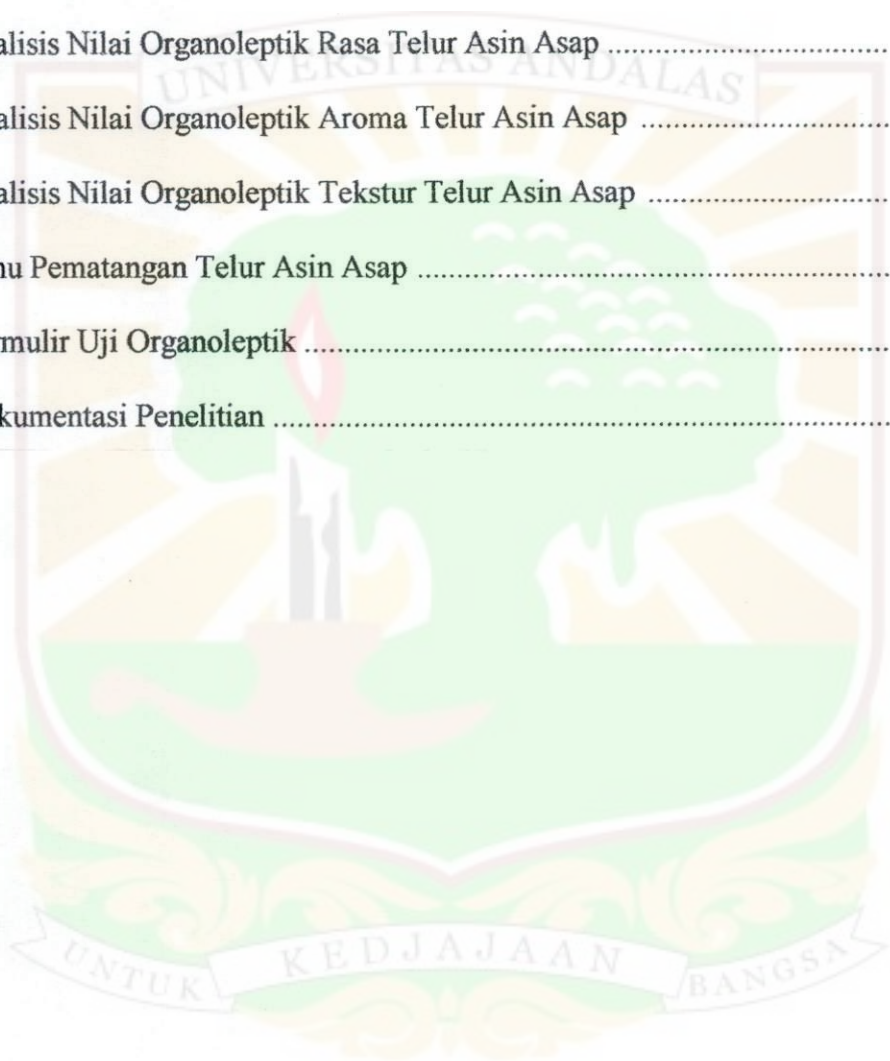 alisis Nilai Organoleptik Rasa Telur Asin Asap ...................................
UNIVERSITAS ANDALAS
alisis Nilai Organoleptik Aroma Telur Asin Asap ................................
alisis Nilai Organoleptik Tekstur Telur Asin Asap ...............................
u Pematangan Telur Asin Asap ............................................................
mulir Uji Organoleptik ..........................................................................
kumentasi Penelitian ..............................................................................
UNTUK KEDJAJAAN BANGSA